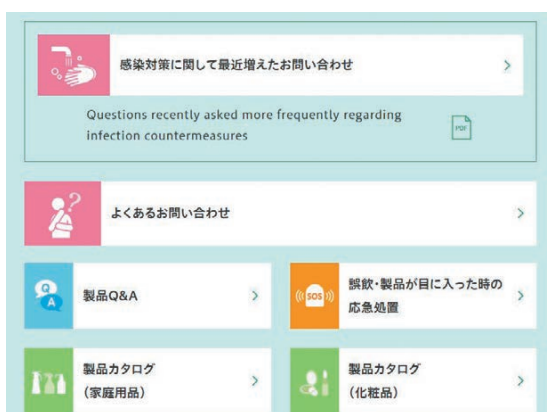 感染対策に関して最近増えたお問い合わせ
Questions recently asked more frequently regarding
infection countermeasures
PDF
?
よくあるお問い合わせ
Q
A
製品Q&A
SOS
誤飲・製品が目に入った時の
応急処置
製品カタログ
(家庭用品)
製品カタログ
(化粧品)